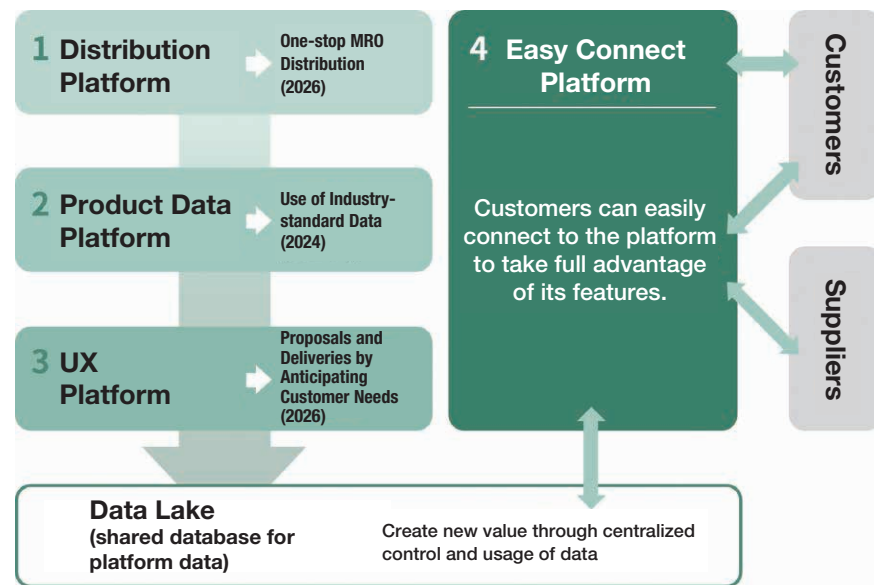 1 Distribution
Platform
One-stop MRO
Distribution
(2026)
2 Product Data
Platform
Use of Industry-
standard Data
(2024)
3 UX
Platform
Proposals and
Deliveries by
Anticipating
Customer Needs
(2026)
4 Easy Connect
Platform
Customers can easily
connect to the platform
to take full advantage
of its features.
Customers
Suppliers
Data Lake
(shared database for
platform data)
Create new value through centralized
control and usage of data